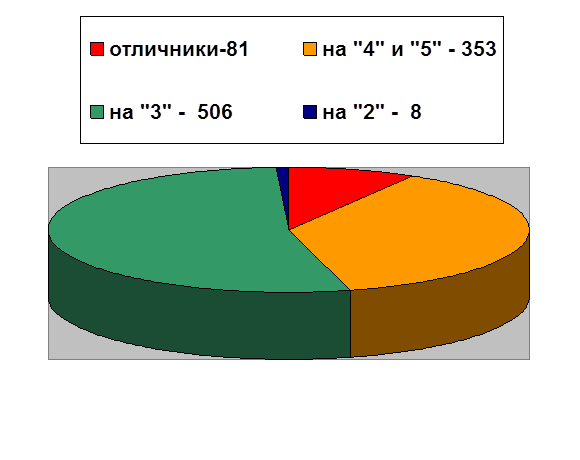 отличники-81 на "4" и "5" - 353
на "3" - 506 на "2" - 8